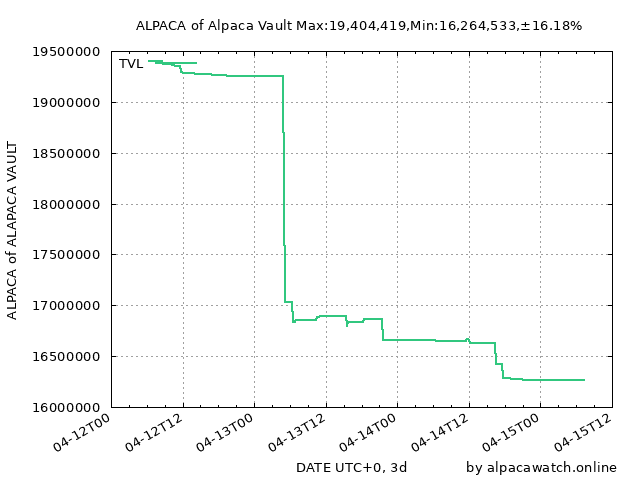 ALPACA of Alpaca Vault Max:19,404,419,Min:16,264,533,±16.18%
ALPACA of ALAPACA VAULT
TVL
19500000
19000000
18500000
18000000
17500000
17000000
16500000
16000000
04-12T00
04-12T12
04-13T00
04-13T12
04-14T00
04-14T12
04-15T00
04-15T12
DATE UTC+0, 3d
by alpacawatch.online